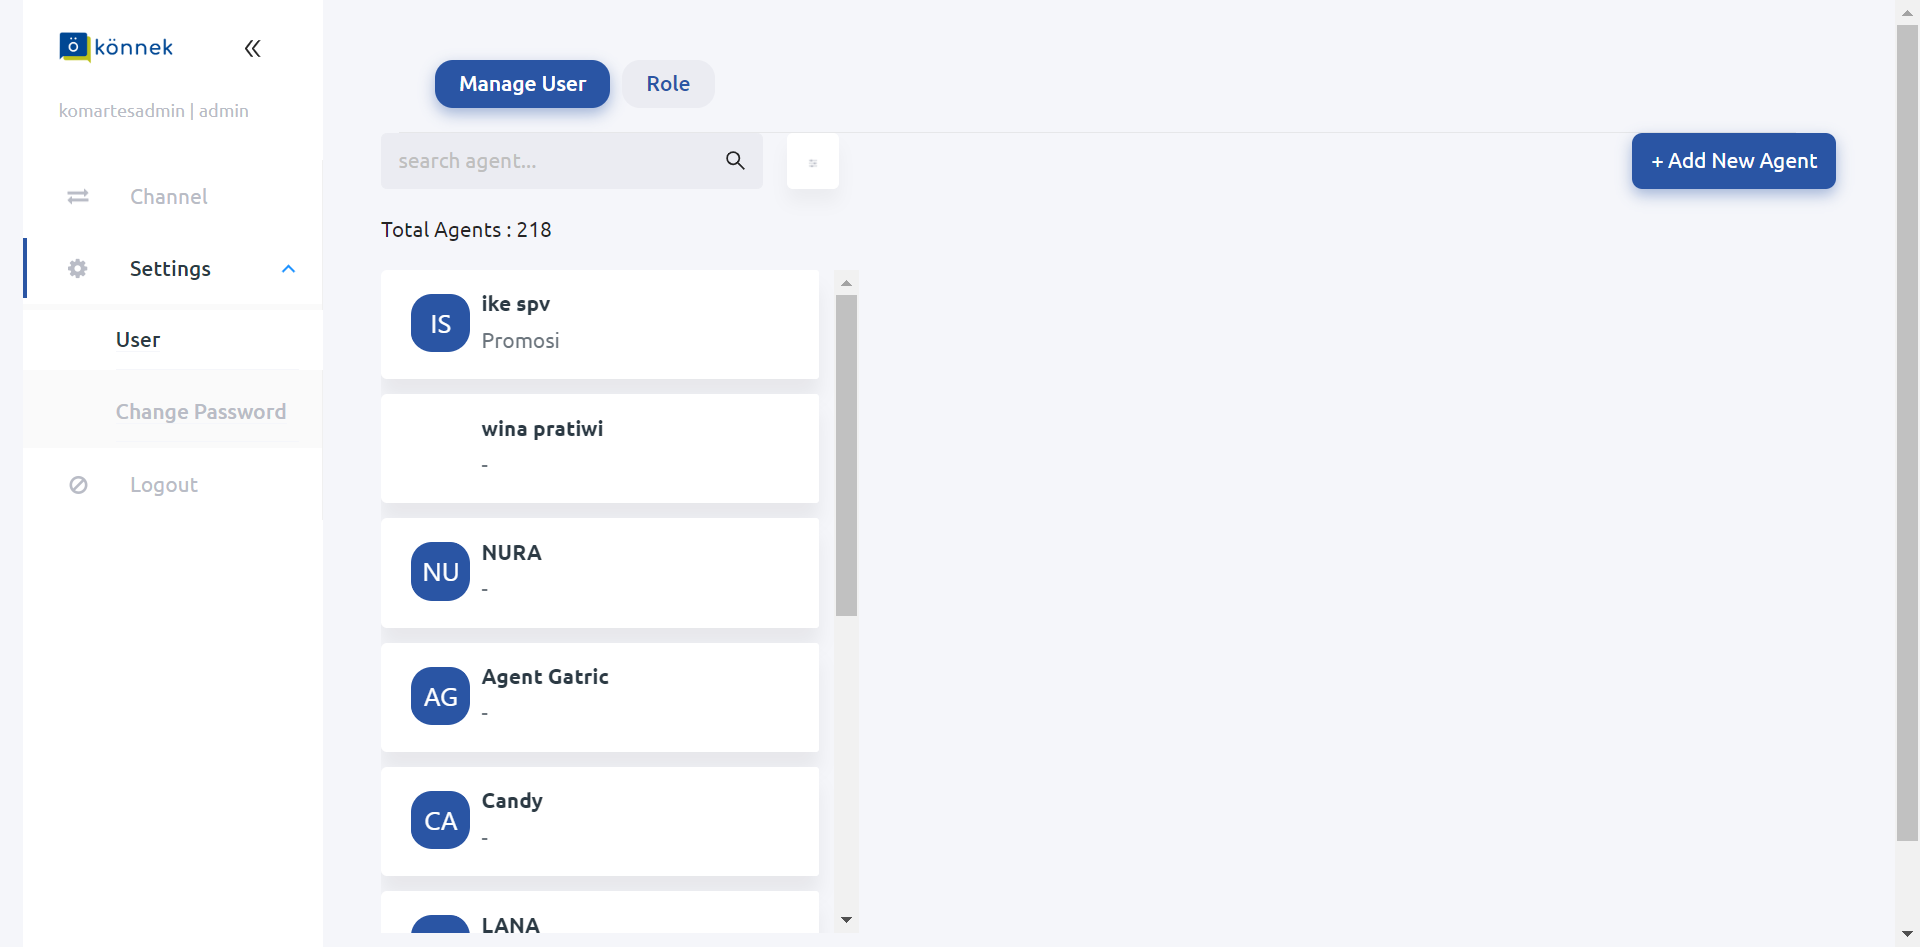 könnek
komartesadmin | admin
Channel
Settings
User
Change Password
Logout
Manage User
Role
search agent...
+ Add New Agent
Total Agents : 218
IS
ike spv
Promosi
wina pratiwi
-
NU
NURA
-
AG
Agent Gatric
-
CA
Candy
-
LANA